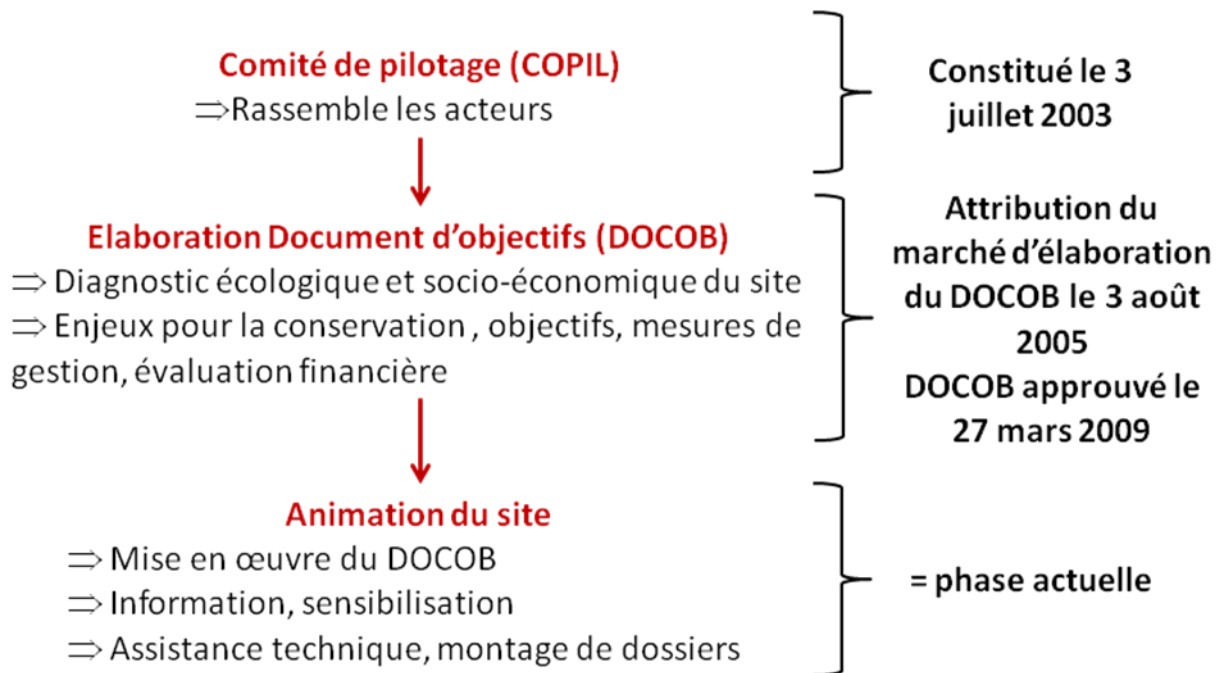 Comité de pilotage (COPIL)
⇒Rassemble les acteurs
Constitué le 3
juillet 2003
Elaboration Document d'objectifs (DOCOB)
⇒ Diagnostic écologique et socio-économique du site
⇒ Enjeux pour la conservation , objectifs, mesures de
gestion, évaluation financière
Attribution du
marché d'élaboration
du DOCOB le 3 août
2005
DOCOB approuvé le
27 mars 2009
Animation du site
⇒ Mise en œuvre du DOCOB
⇒ Information, sensibilisation
⇒ Assistance technique, montage de dossiers
= phase actuelle